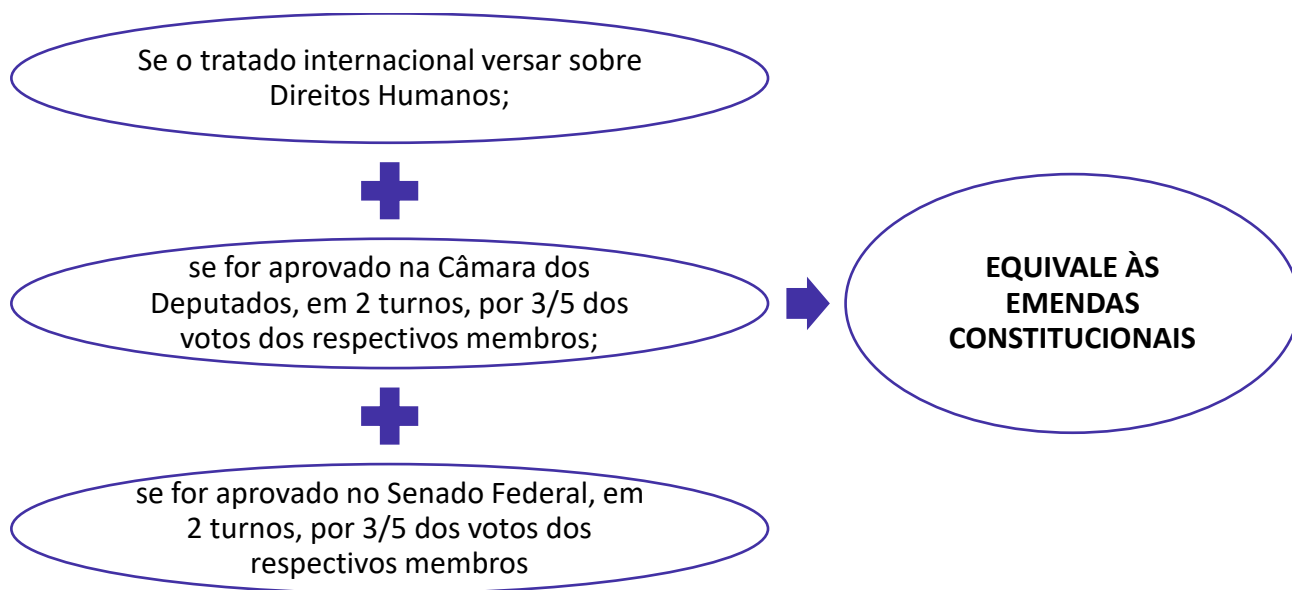 Se o tratado internacional versar sobre
Direitos Humanos;
se for aprovado na Câmara dos
Deputados, em 2 turnos, por 3/5 dos
votos dos respectivos membros;
se for aprovado no Senado Federal, em
2 turnos, por 3/5 dos votos dos
respectivos membros
EQUIVALE ÀS
EMENDAS
CONSTITUCIONAIS